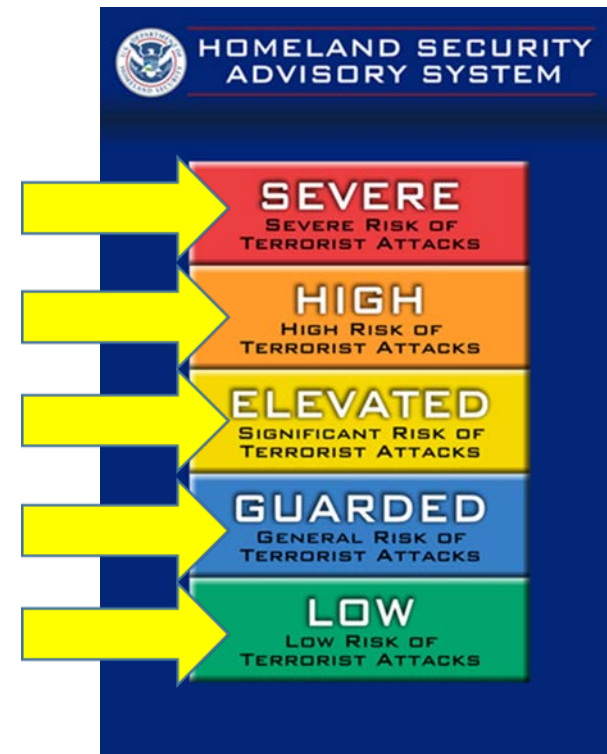 HOMELAND SECURITY
ADVISORY SYSTEM
SEVERE
SEVERE RISK OF
TERRORIST ATTACKS
HIGH
HIGH RISK OF
TERRORIST ATTACKS
ELEVATED
SIGNIFICANT RISK OF
TERRORIST ATTACKS
GUARDED
GENERAL RISK OF
TERRORIST ATTACKS
LOW
LOW RISK OF
TERRORIST ATTACKS